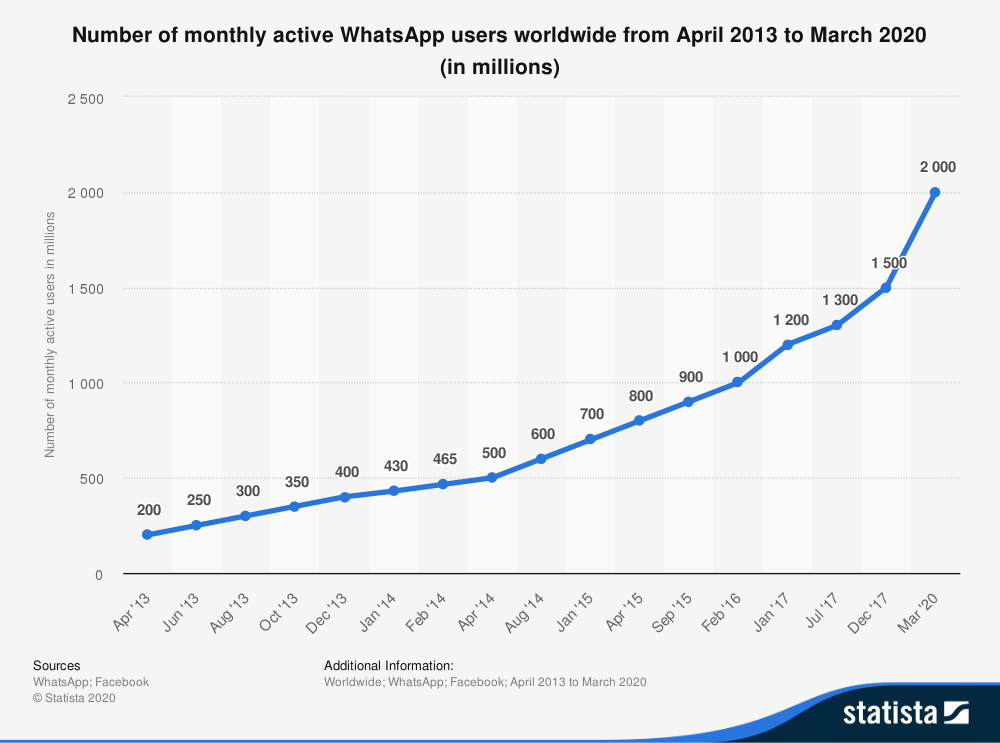 Number of monthly active WhatsApp users worldwide from April 2013 to March 2020
(in millions)
Number of monthly active users in millions
2 500
2 000
1 500
1 000
500
0
200
250
300
350
400
430
465
500
600
700
800
900
1 000
1 200
1 300
1 500
2 000
Apr '13
Jun '13
Aug '13
Oct '13
Dec '13
Jan '14
Feb '14
Apr '14
Aug '14
Jan '15
Apr '15
Sep '15
Feb '16
Jan '17
Jul '17
Dec '17
Mar '20
Sources
WhatsApp; Facebook
© Statista 2020
Additional Information:
Worldwide; WhatsApp; Facebook; April 2013 to March 2020
statista